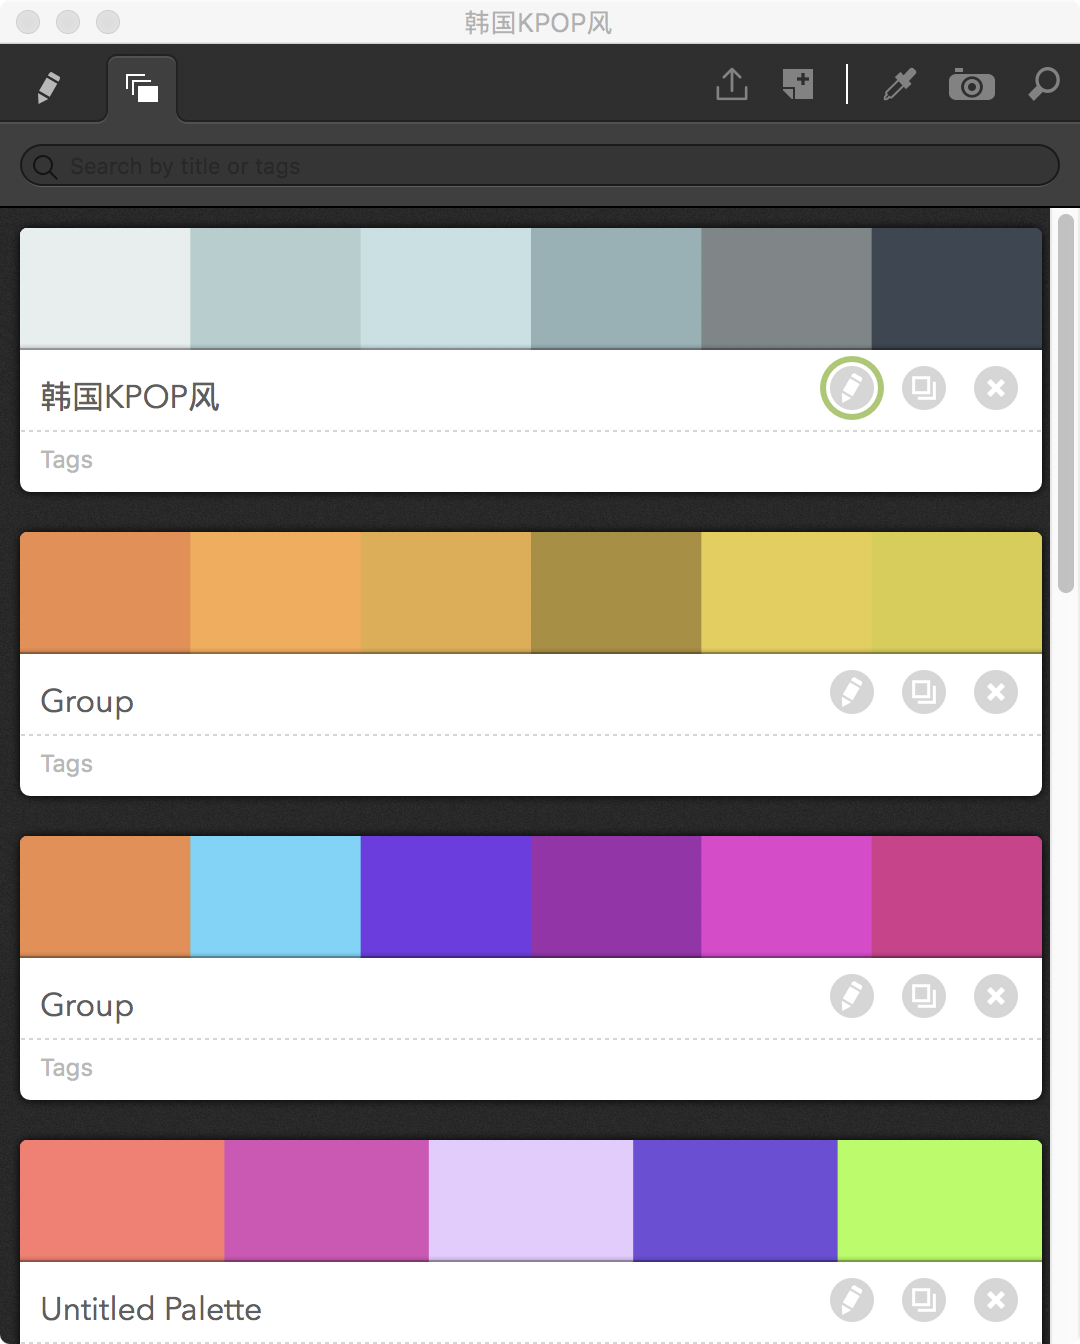 韩国KPOP风
Search by title or tags
韩国KPOP风
Tags
Group
Tags
Group
Tags
Untitled Palette